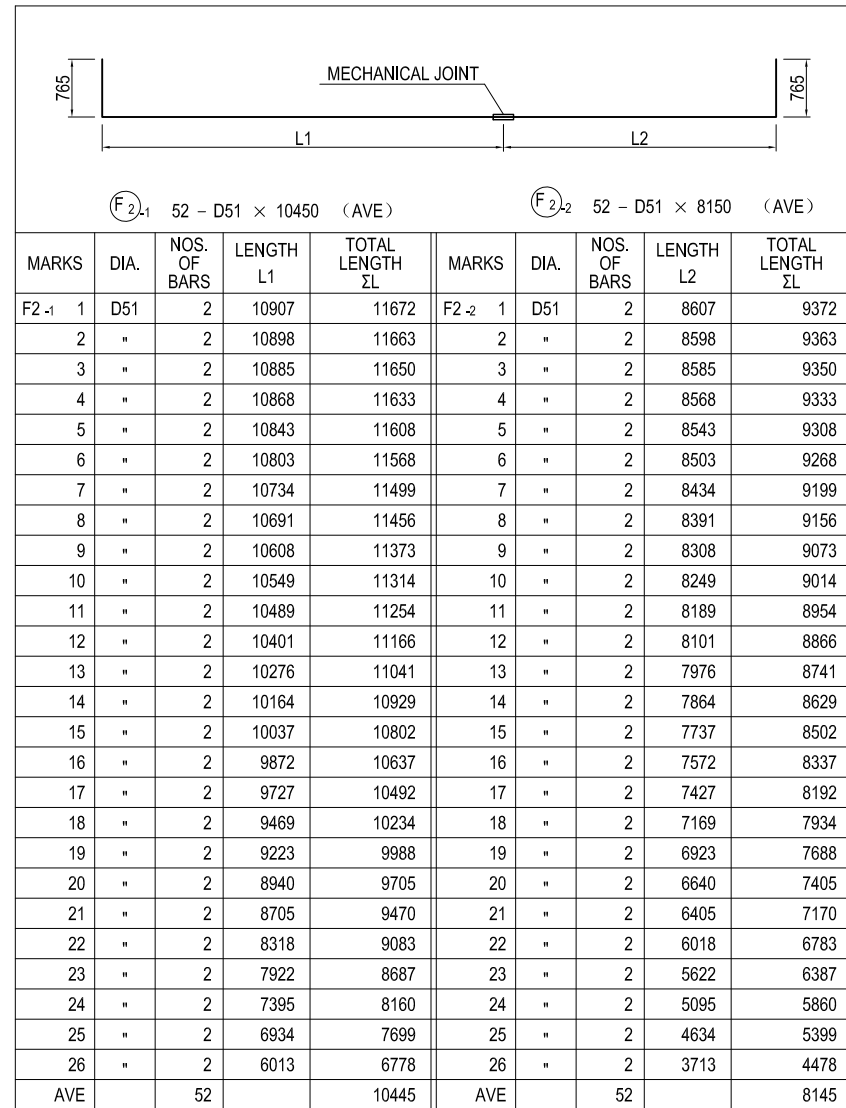 765
MECHANICAL JOINT
765
L1
L2
F 2 -1 52 – D51 × 10450 （AVE）
F 2 -2 52 – D51 × 8150 （AVE）
MARKS DIA. NOS. OF BARS LENGTH L1 TOTAL LENGTH ΣL MARKS DIA. NOS. OF BARS LENGTH L2 TOTAL LENGTH ΣL
F2 -1 1 D51 2 10907 11672 F2 -2 1 D51 2 8607 9372
2 " 2 10898 11663 2 " 2 8598 9363
3 " 2 10885 11650 3 " 2 8585 9350
4 " 2 10868 11633 4 " 2 8568 9333
5 " 2 10843 11608 5 " 2 8543 9308
6 " 2 10803 11568 6 " 2 8503 9268
7 " 2 10734 11499 7 " 2 8434 9199
8 " 2 10691 11456 8 " 2 8391 9156
9 " 2 10608 11373 9 " 2 8308 9073
10 " 2 10549 11314 10 " 2 8249 9014
11 " 2 10489 11254 11 " 2 8189 8954
12 " 2 10401 11166 12 " 2 8101 8866
13 " 2 10276 11041 13 " 2 7976 8741
14 " 2 10164 10929 14 " 2 7864 8629
15 " 2 10037 10802 15 " 2 7737 8502
16 " 2 9872 10637 16 " 2 7572 8337
17 " 2 9727 10492 17 " 2 7427 8192
18 " 2 9469 10234 18 " 2 7169 7934
19 " 2 9223 9988 19 " 2 6923 7688
20 " 2 8940 9705 20 " 2 6640 7405
21 " 2 8705 9470 21 " 2 6405 7170
22 " 2 8318 9083 22 " 2 6018 6783
23 " 2 7922 8687 23 " 2 5622 6387
24 " 2 7395 8160 24 " 2 5095 5860
25 " 2 6934 7699 25 " 2 4634 5399
26 " 2 6013 6778 26 " 2 3713 4478
AVE 52 10445 AVE 52 8145